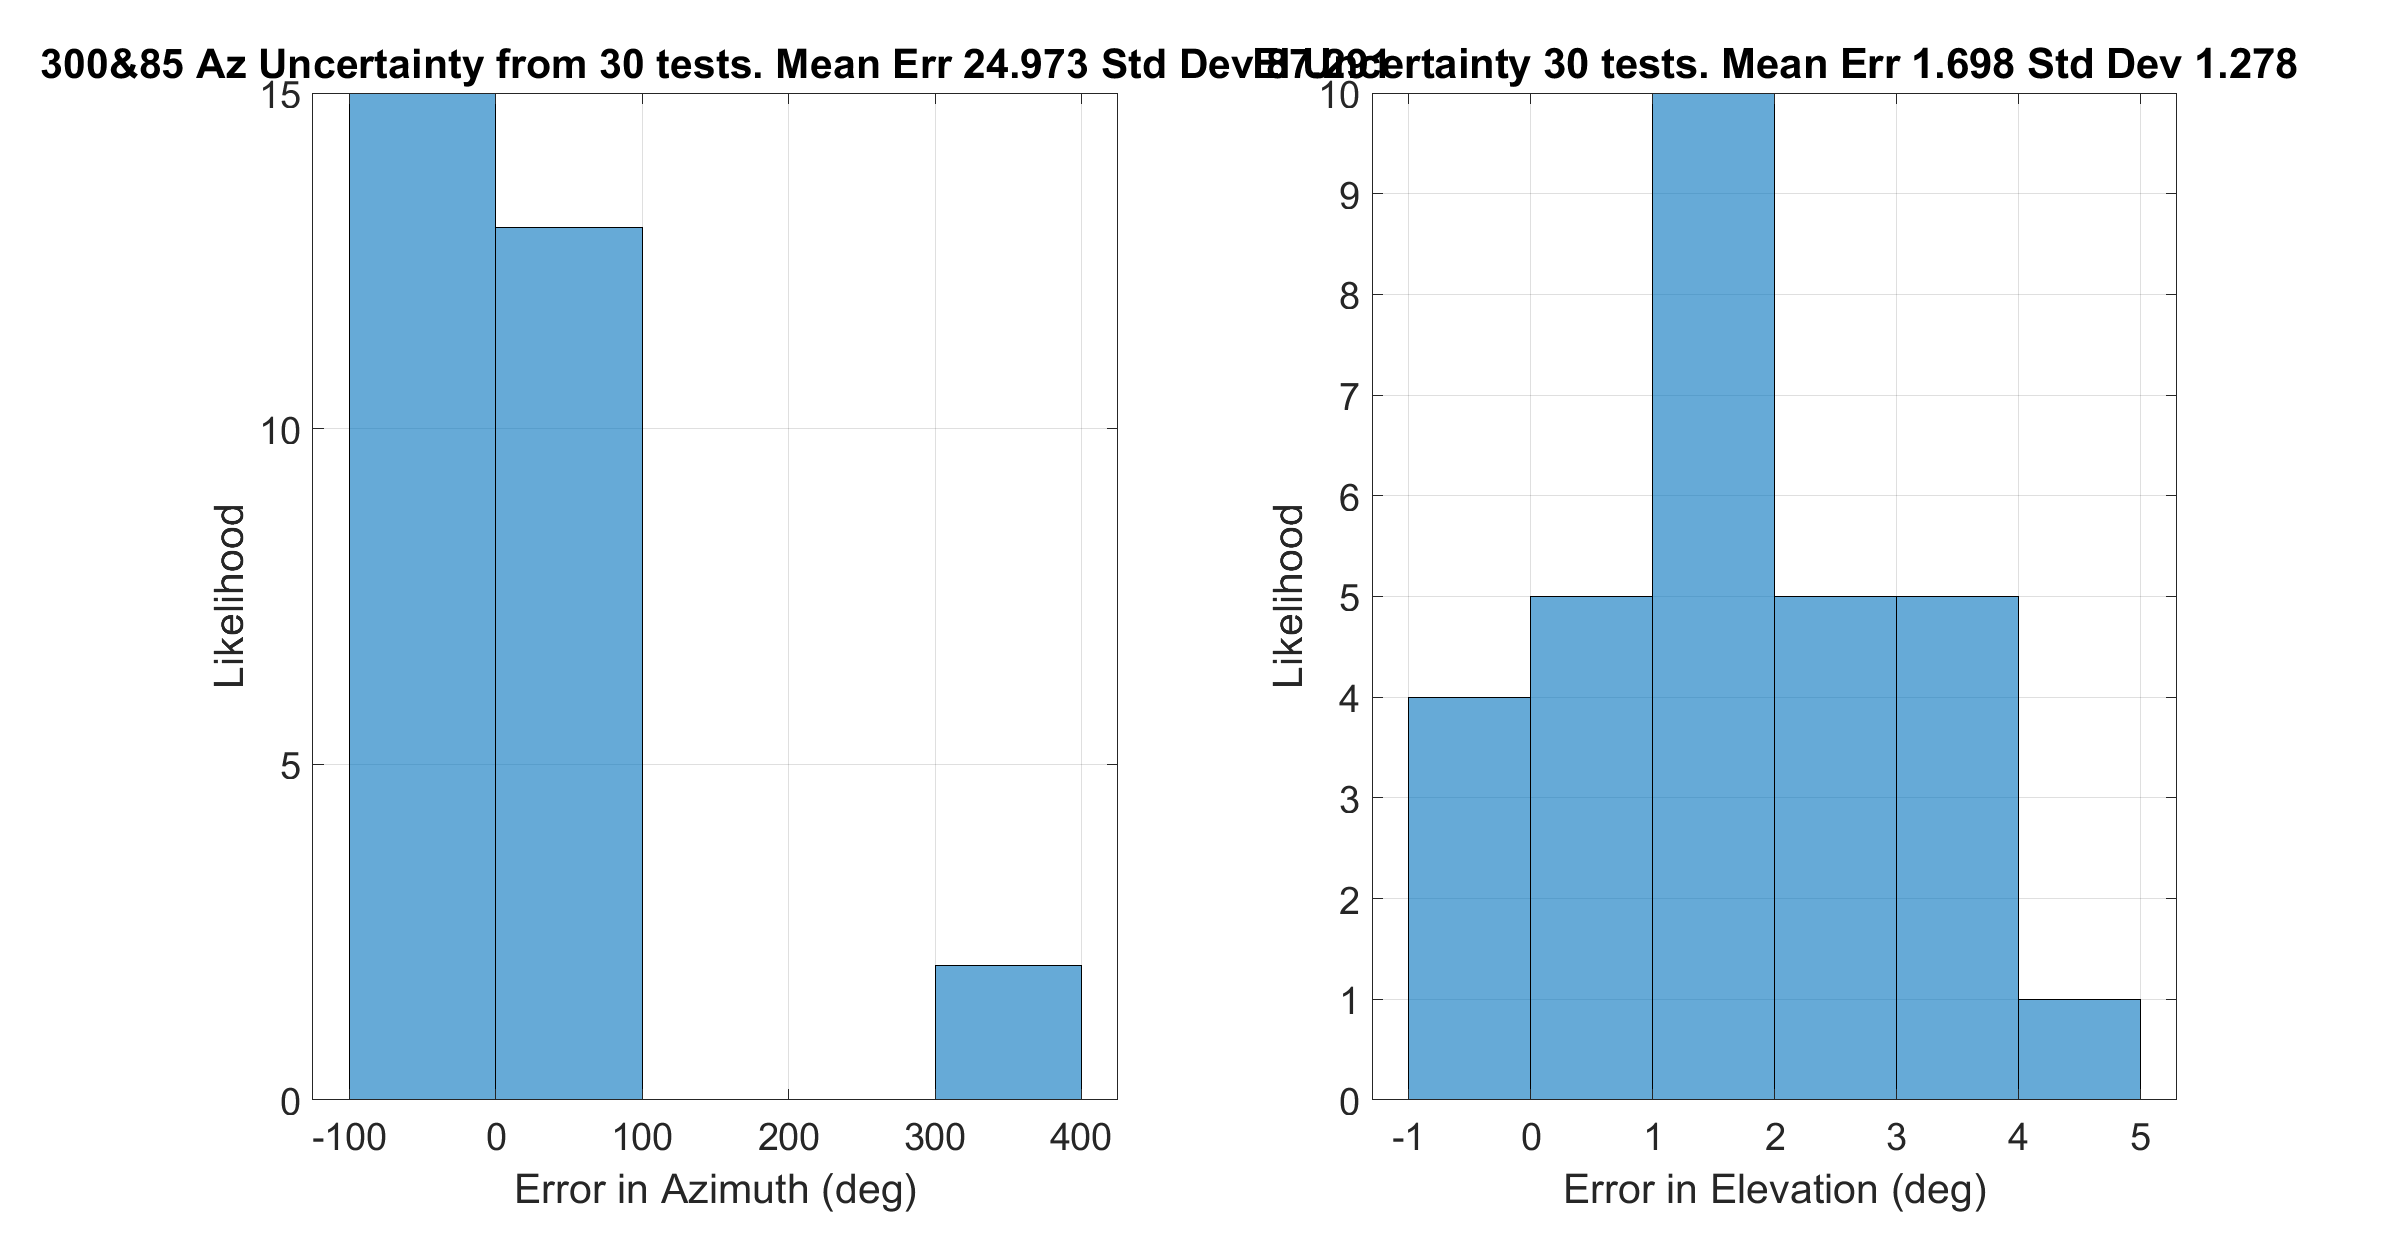 300&85 Az Uncertainty from 30 tests. Mean Err 24.973 Std Dev 87.291
El Uncertainty 30 tests. Mean Err 1.698 Std Dev 1.278
15
10
5
0
Likelihood
-100 0 100 200 300 400
Error in Azimuth (deg)
10
9
8
7
6
5
4
3
2
1
0
Likelihood
-1 0 1 2 3 4 5
Error in Elevation (deg)